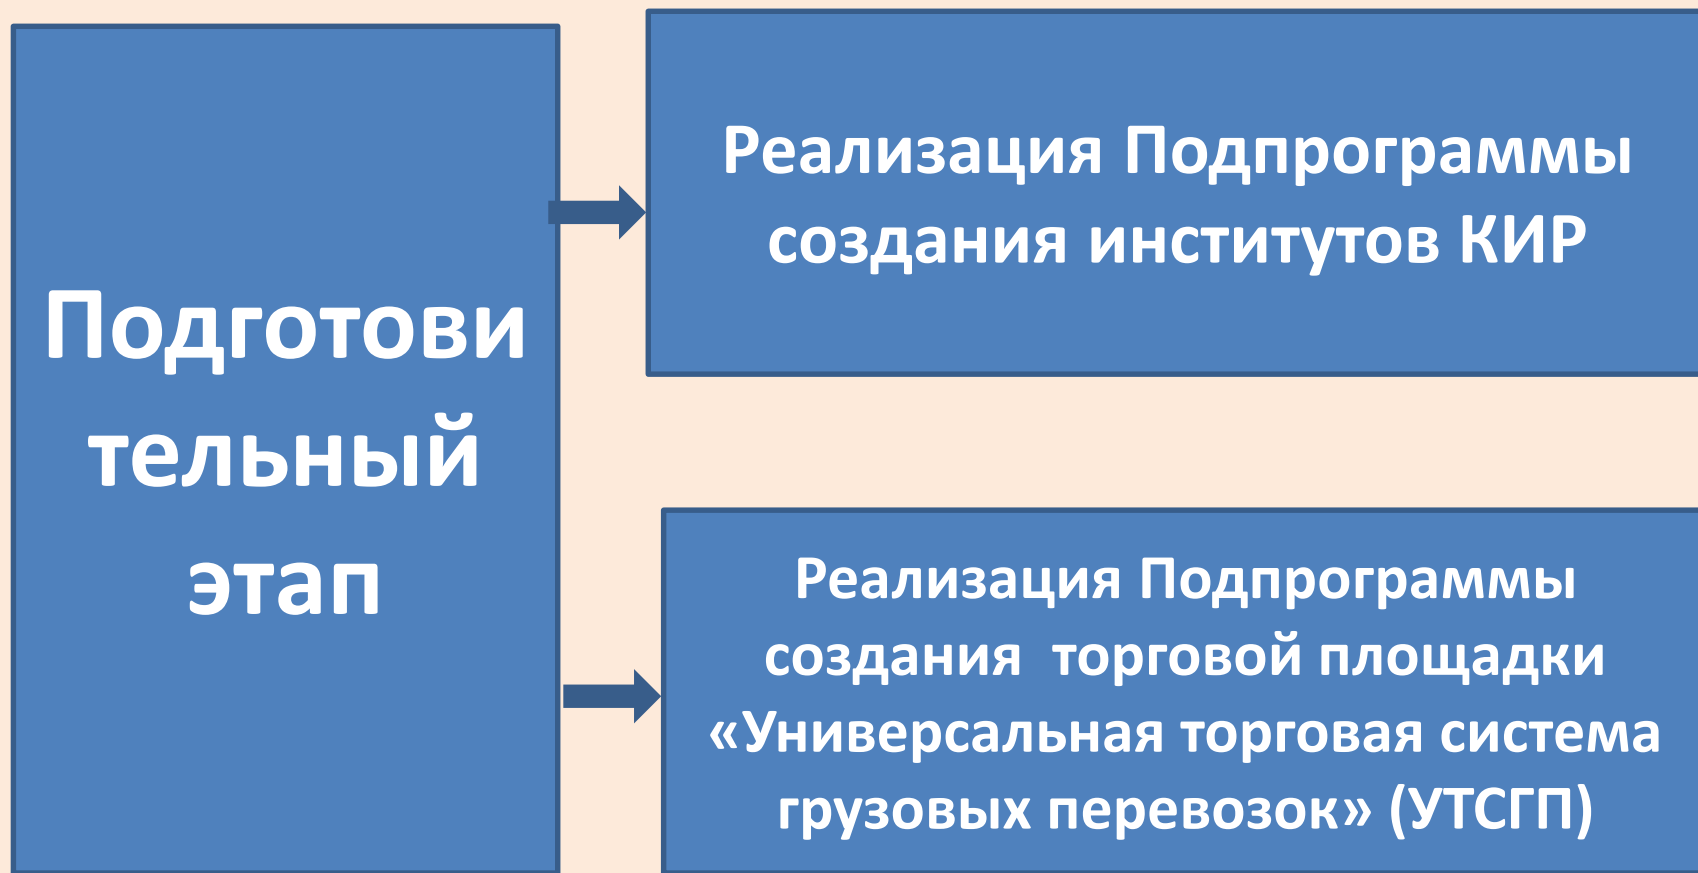 Подготови
тельный
этап
Реализация Подпрограммы
создания институтов КИР
Реализация Подпрограммы
создания  торговой площадки
«Универсальная торговая система
грузовых перевозок» (УТСГП)